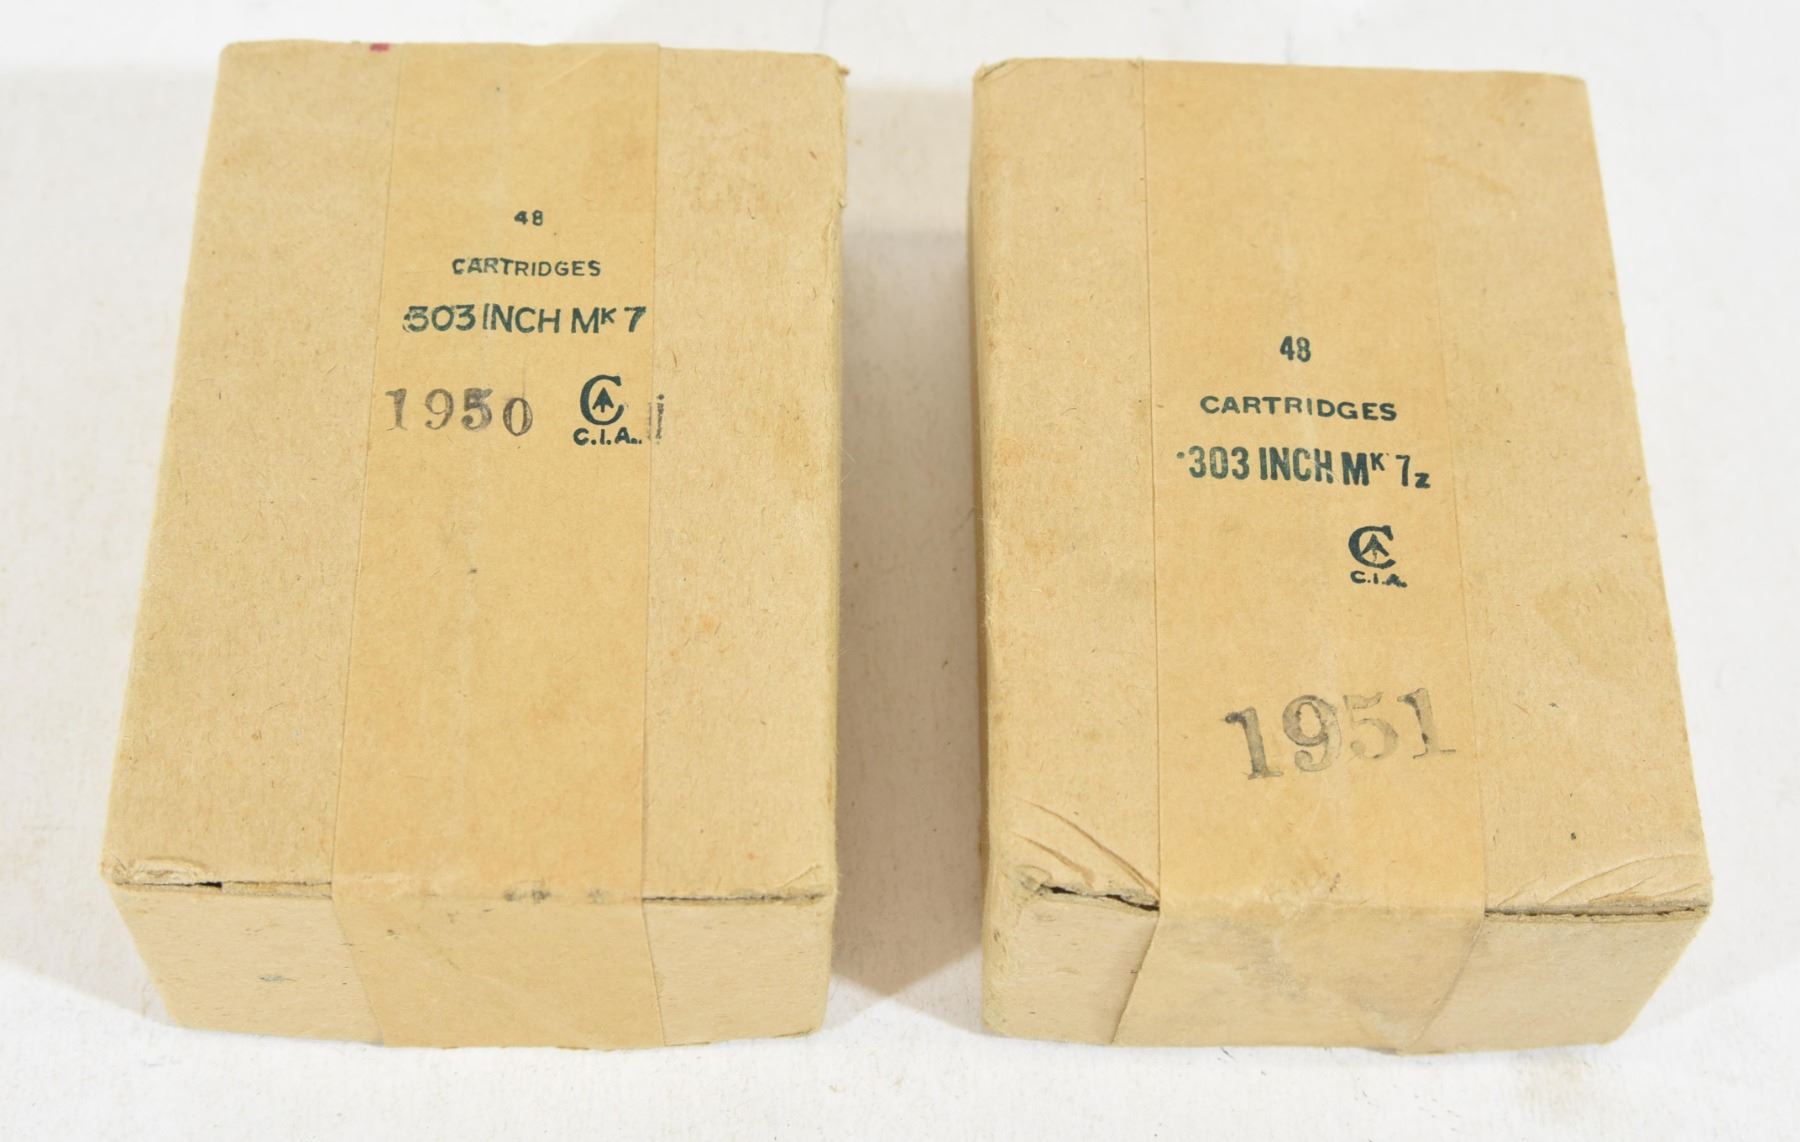 48
CARTRIDGES
.303 INCH MK 7
1950
C
C.I.A.
48
CARTRIDGES
·303 INCH MK 7z
C
C.I.A.
1951